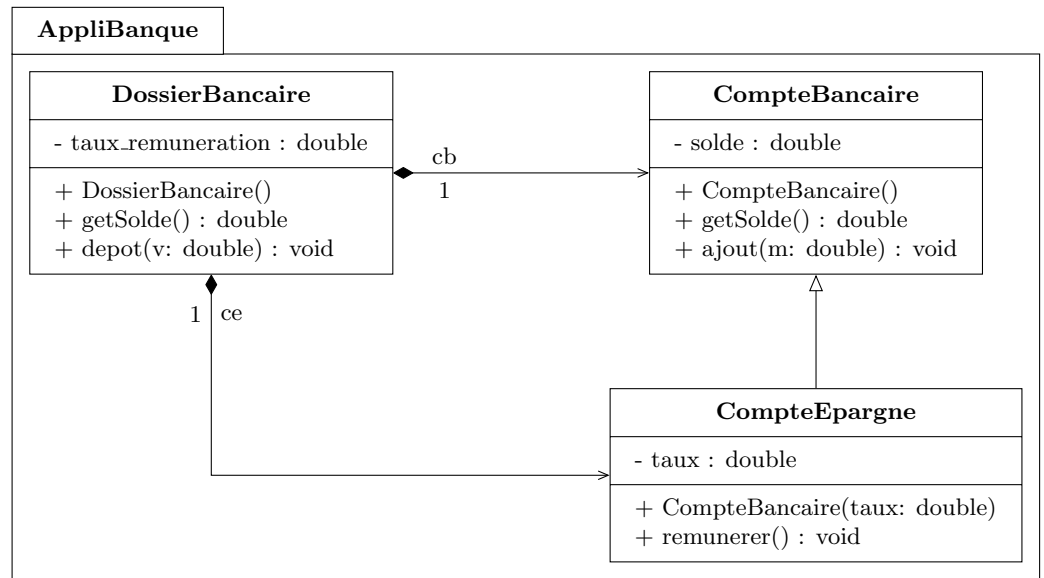 AppliBanque
DossierBancaire
- taux_remuneration : double
+ DossierBancaire()
+ getSolde() : double
+ depot(v: double) : void
cb
1
CompteBancaire
- solde : double
+ CompteBancaire()
+ getSolde() : double
+ ajout(m: double) : void
1 ce
CompteEpargne
- taux : double
+ CompteBancaire(taux: double)
+ remunerer() : void